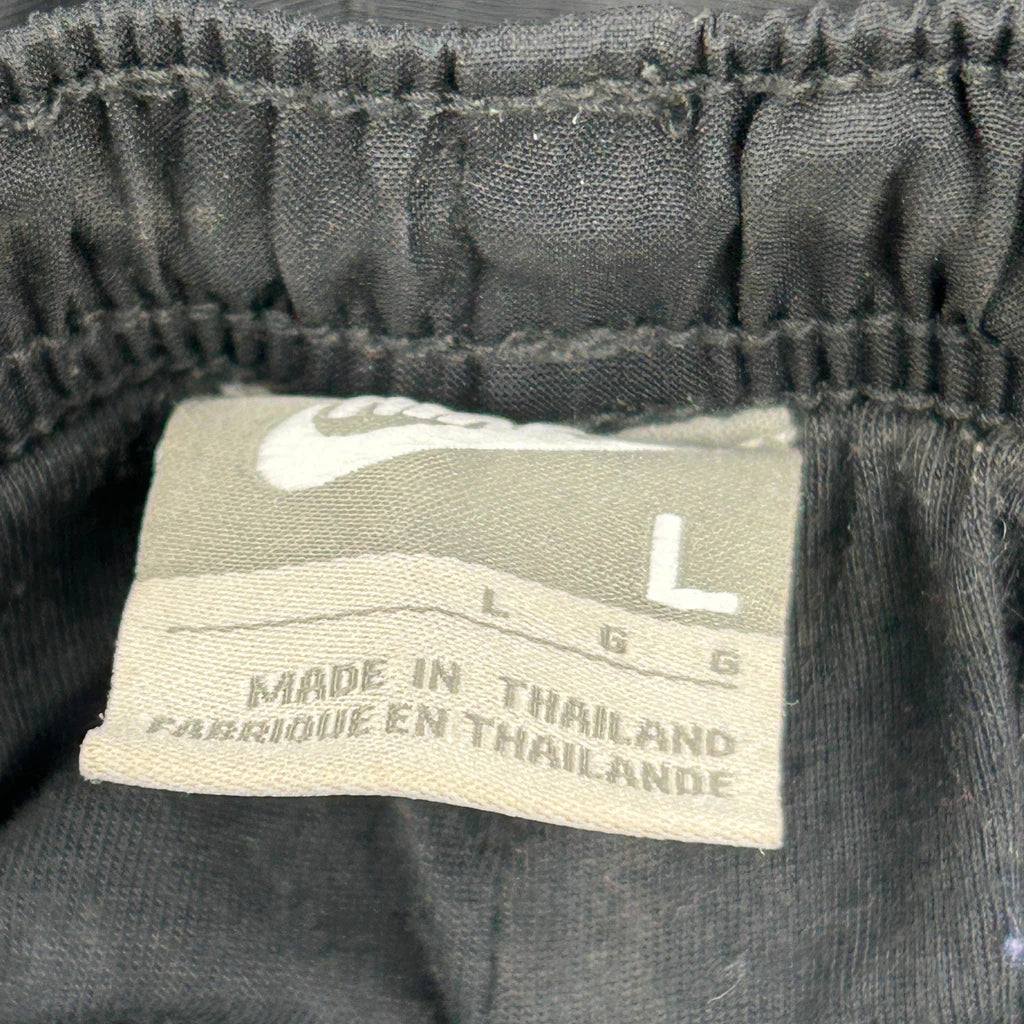 L
L G G
MADE IN THAILAND
FABRIQUE EN THAILANDE